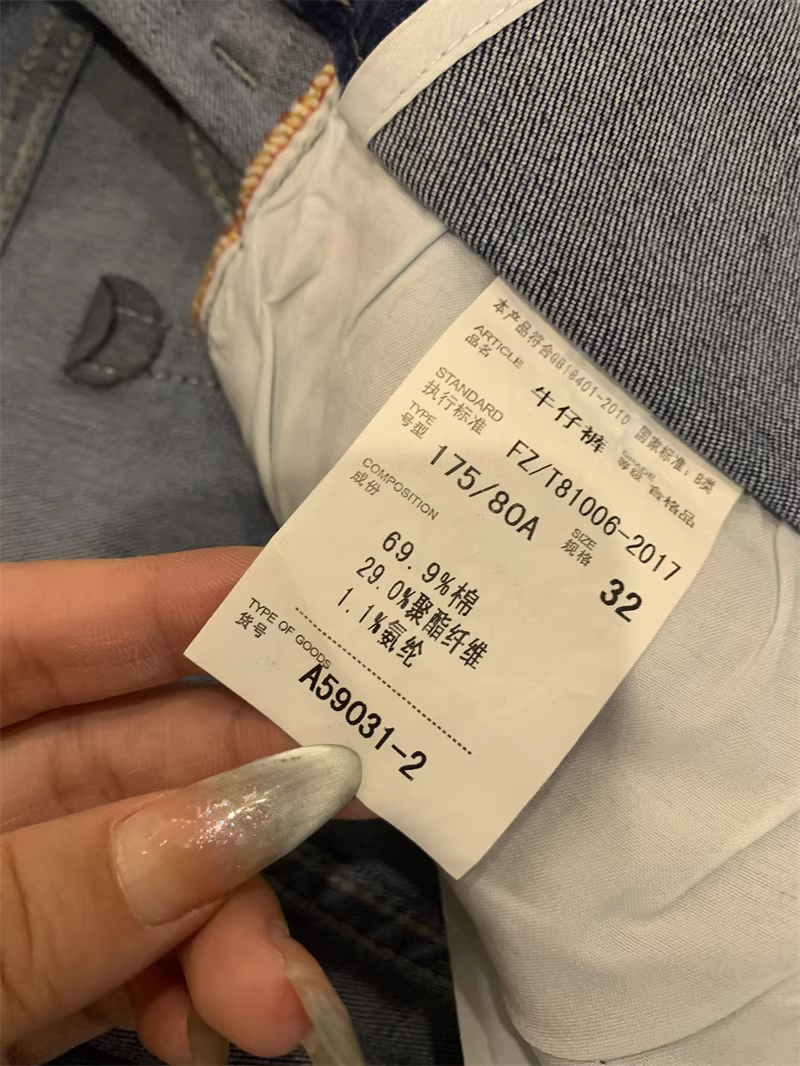 本产品符合GB18401-2010 国家标准：B类
ARTICLE
品名 牛仔裤 GRADE
等级 合格品
STANDARD
执行标准 FZ/T81006-2017
TYPE
号型 175/80A SIZE
规格 32
COMPOSITION
成份
69.9%棉
29.0%聚酯纤维
1.1%氨纶
TYPE OF GOODS
货号 A59031-2